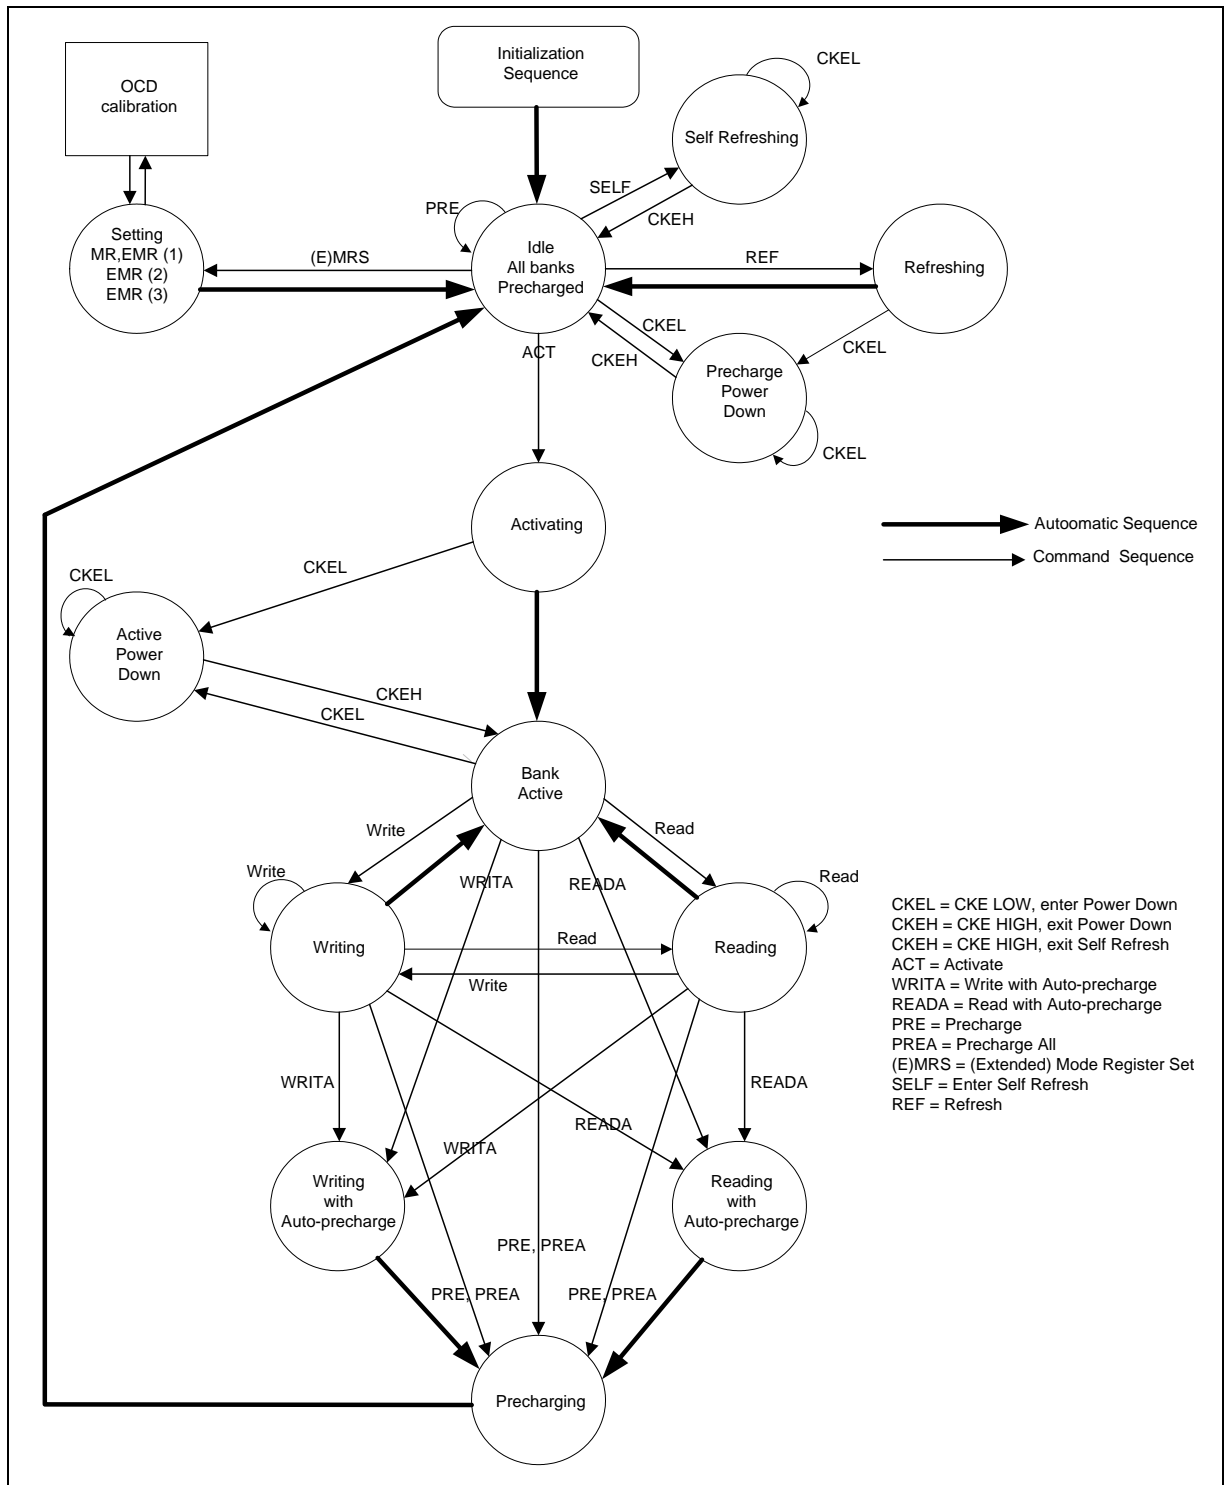 Initialization
Sequence
OCD
calibration
CKEL
Self Refreshing
SELF
CKEH
PRE
Setting
MR,EMR (1)
EMR (2)
EMR (3)
(E)MRS
Idle
All banks
Precharged
REF
Refreshing
CKEL
CKEH
CKEL
ACT
Precharge
Power
Down
CKEL
Activating
Autoomatic Sequence
Command Sequence
CKEL
CKEL
Active
Power
Down
CKEH
CKEL
Bank
Active
Write
Read
Write
WRITA
READA
Read
Writing
Read
Reading
Write
CKEL = CKE LOW, enter Power Down
CKEH = CKE HIGH, exit Power Down
CKEH = CKE HIGH, exit Self Refresh
ACT = Activate
WRITA = Write with Auto-precharge
READA = Read with Auto-precharge
PRE = Precharge
PREA = Precharge All
(E)MRS = (Extended) Mode Register Set
SELF = Enter Self Refresh
REF = Refresh
WRITA
READA
READA
WRITA
Writing
with
Auto-precharge
Reading
with
Auto-precharge
PRE, PREA
PRE, PREA
PRE, PREA
Precharging